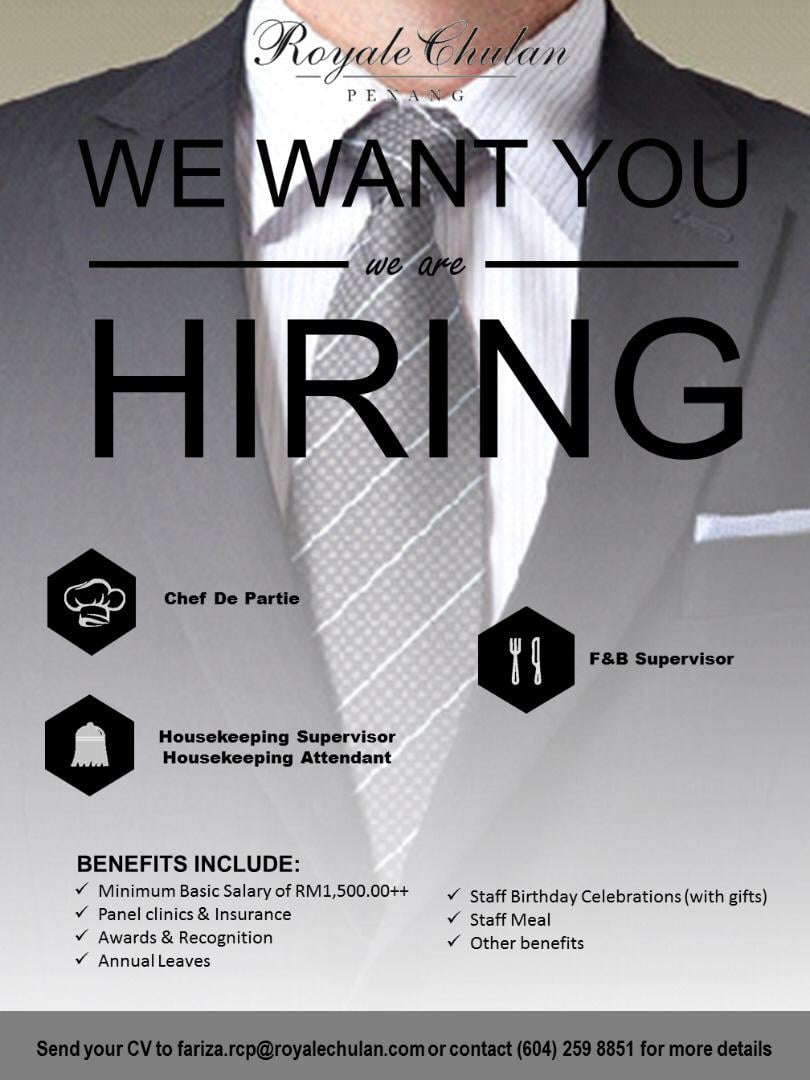 Royale Chulan
PENANG
WE WANT YOU
we are
HIRING
Chef De Partie
F&B Supervisor
Housekeeping Supervisor
Housekeeping Attendant
BENEFITS INCLUDE:
✓ Minimum Basic Salary of RM1,500.00++
✓ Panel clinics & Insurance
✓ Awards & Recognition
✓ Annual Leaves
✓ Staff Birthday Celebrations (with gifts)
✓ Staff Meal
✓ Other benefits
Send your CV to fariza.rcp@royalechulan.com or contact (604) 259 8851 for more details